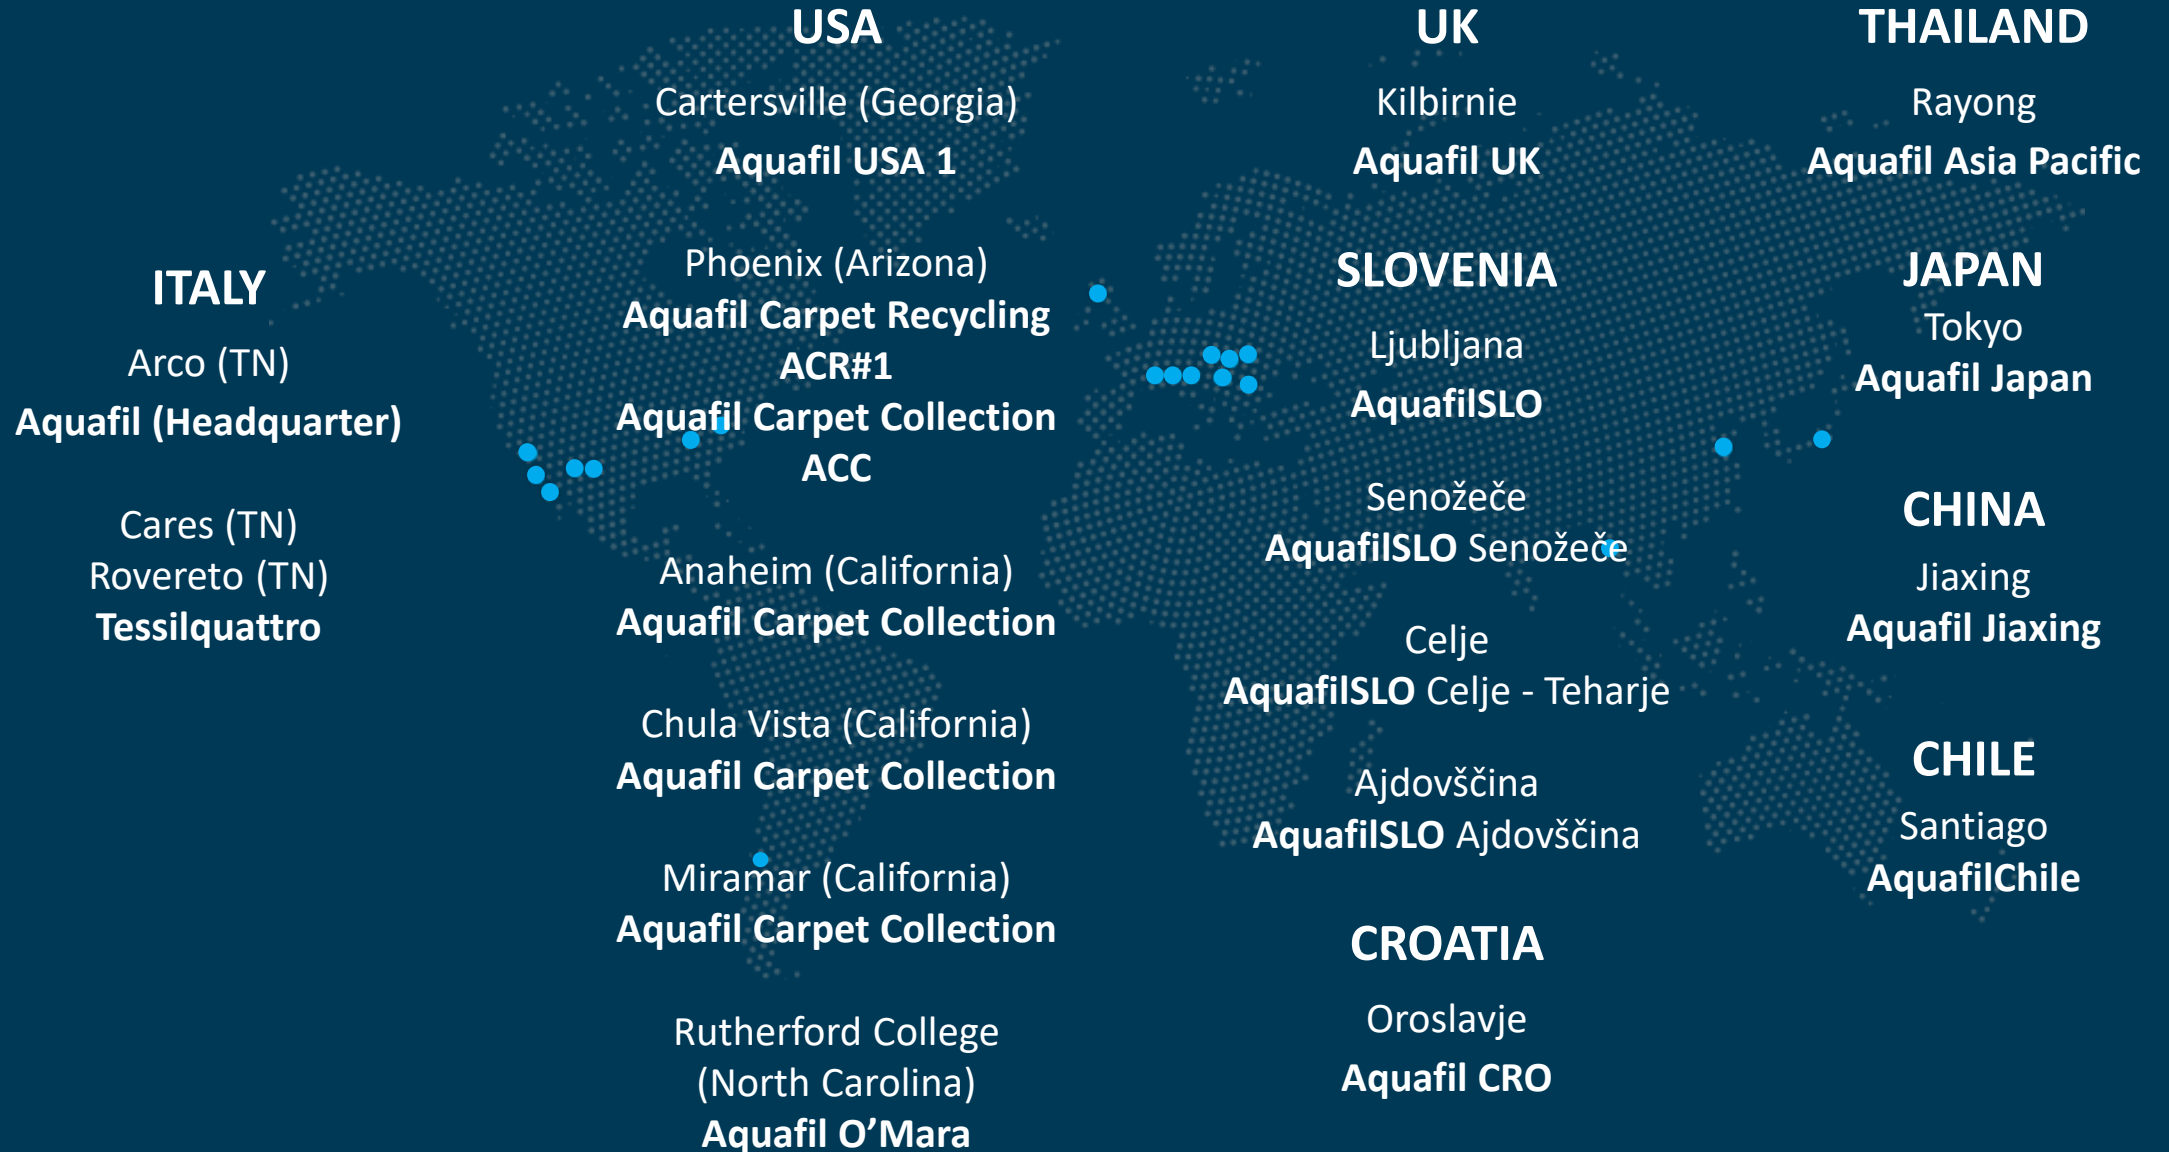 ITALY
Arco (TN)
Aquafil (Headquarter)
Cares (TN)
Rovereto (TN)
Tessilquattro
USA
Cartersville (Georgia)
Aquafil USA 1
Phoenix (Arizona)
Aquafil Carpet Recycling
ACR#1
Aquafil Carpet Collection
ACC
Anaheim (California)
Aquafil Carpet Collection
Chula Vista (California)
Aquafil Carpet Collection
Miramar (California)
Aquafil Carpet Collection
Rutherford College
(North Carolina)
Aquafil O’Mara
UK
Kilbirnie
Aquafil UK
SLOVENIA
Ljubljana
AquafilSLO
Senožeče
AquafilSLO Senožeče
Celje
AquafilSLO Celje - Teharje
Ajdovščina
AquafilSLO Ajdovščina
CROATIA
Oroslavje
Aquafil CRO
THAILAND
Rayong
Aquafil Asia Pacific
JAPAN
Tokyo
Aquafil Japan
CHINA
Jiaxing
Aquafil Jiaxing
CHILE
Santiago
AquafilChile